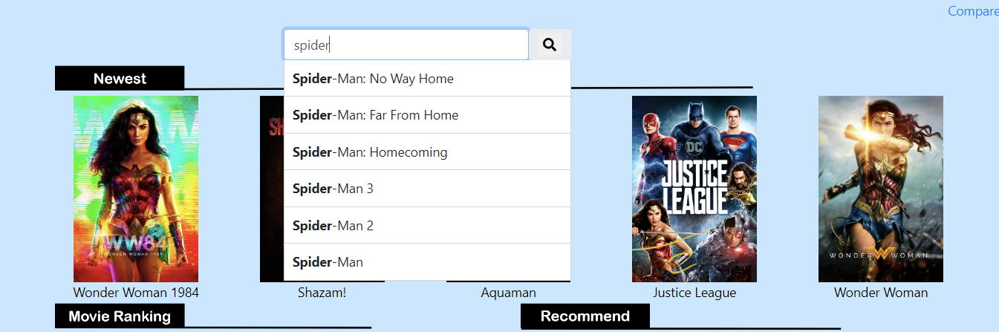 Compare
spider
Newest
Spider-Man: No Way Home
Spider-Man: Far From Home
Spider-Man: Homecoming
Spider-Man 3
Spider-Man 2
Spider-Man
WW84
WONDER WOMAN 1984
SH
DC
JUSTICE
LEAGUE
WONDER WOMAN
Wonder Woman 1984
Shazam!
Aquaman
Justice League
Wonder Woman
Movie Ranking
Recommend